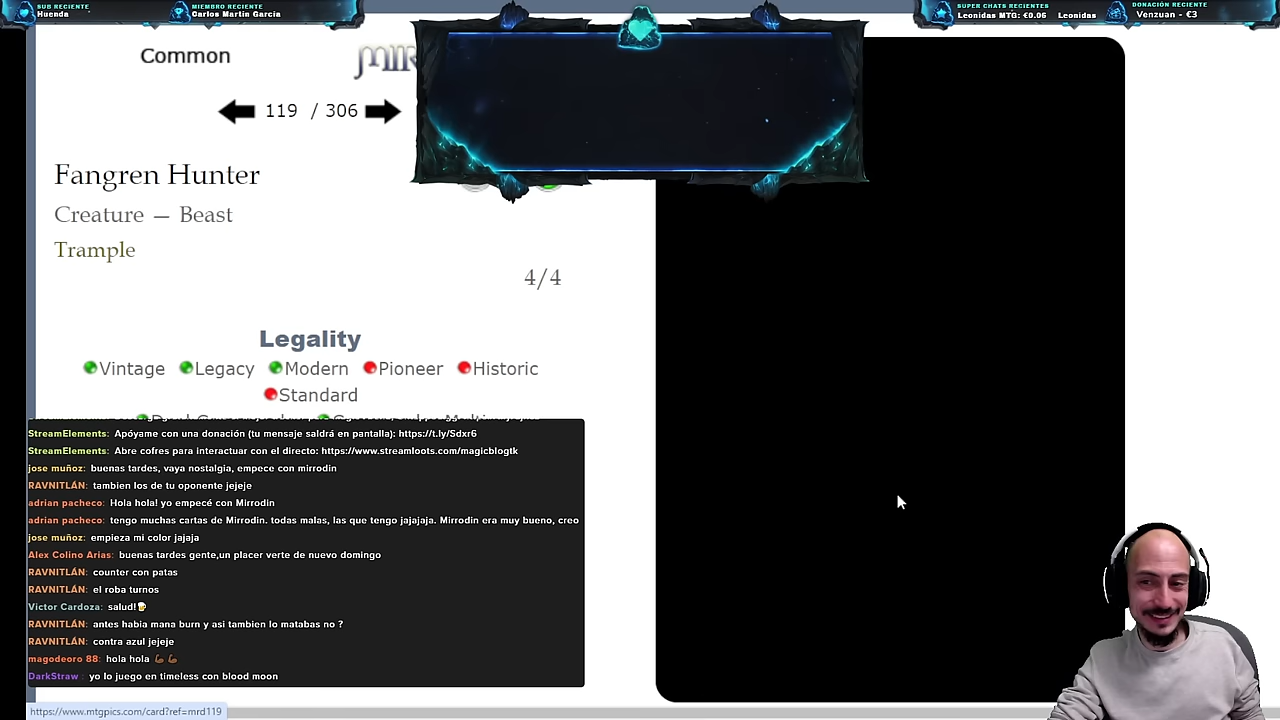 SUB RECIENTE
Huenda
MIEMBRO RECIENTE
Carlos Martin Garcia
SUPER CHATS RECIENTES
Leonidas MTG: €0.05 Leonidas
DONACIÓN RECIENTE
Venzuan - €3
Common
MIR
119 / 306
Fangren Hunter
Creature — Beast
Trample
4/4
Legality
Vintage Legacy Modern Pioneer Historic
Standard
StreamElements: Apóyame con una donación (tu mensaje saldrá en pantalla): https://t.ly/Sdxr6
StreamElements: Abre cofres para interactuar con el directo: https://www.streamloots.com/magicblogtk
jose muñoz: buenas tardes, vaya nostalgia, empece con mirrodin
RAVNITLÁN: tambien los de tu oponente jejeje
adrian pacheco: Hola hola! yo empecé con Mirrodin
adrian pacheco: tengo muchas cartas de Mirrodin. todas malas, las que tengo jajajaja. Mirrodin era muy bueno, creo
jose muñoz: empieza mi color jajaja
Alex Colino Arias: buenas tardes gente,un placer verte de nuevo domingo
RAVNITLÁN: counter con patas
RAVNITLÁN: el roba turnos
Victor Cardoza: salud!🍺
RAVNITLÁN: antes habia mana burn y asi tambien lo matabas no ?
RAVNITLÁN: contra azul jejeje
magodeoro 88: hola hola 💪🏾 💪🏾
DarkStraw : yo lo juego en timeless con blood moon
https://www.mtgpics.com/card?ref=mrd119